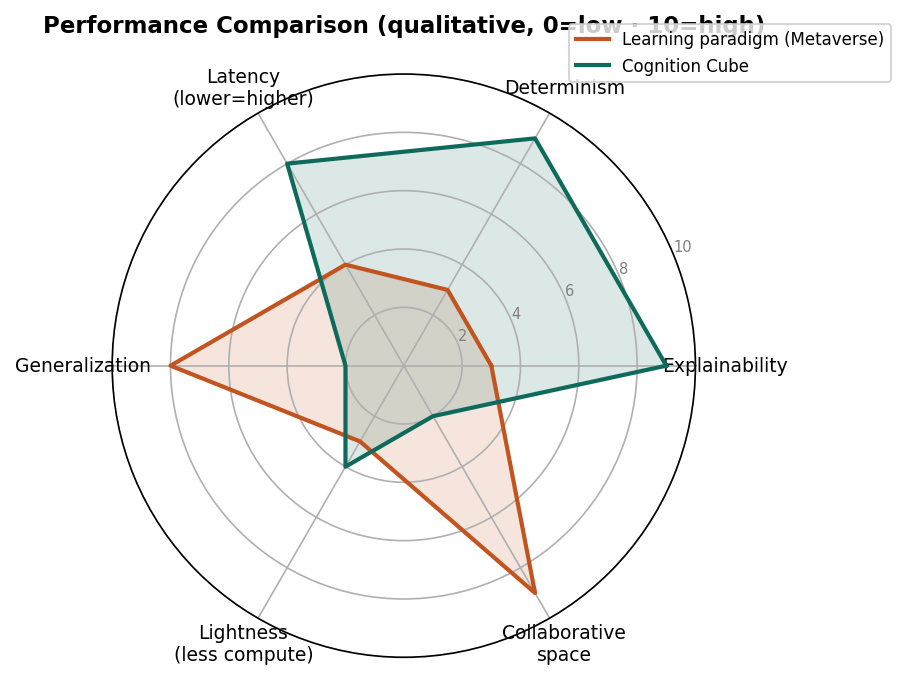 Performance Comparison (qualitative, 0=low · 10=high)
Learning paradigm (Metaverse)
Cognition Cube
Latency
(lower=higher)
Determinism
10
8
6
4
2
Generalization
Explainability
Lightness
(less compute)
Collaborative
space